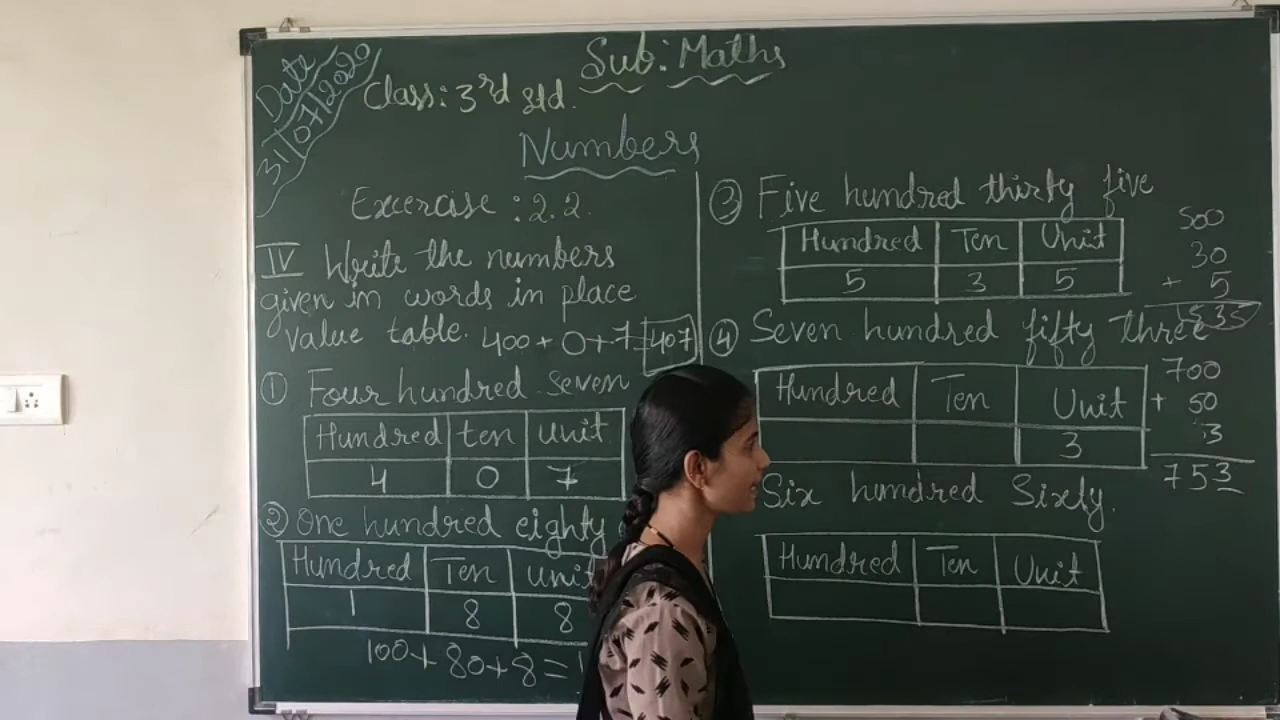 Date
31/07/2020
Sub: Maths
Class: 3rd std.
Numbers
Excercise : 2.2.
IV Write the numbers
given in words in place
value table. 400 + 0 + 7 = 407
1 Four hundred seven
Hundred ten unit
4 0 7
2 One hundred eighty
Hundred Ten unit
1 8 8
100 + 80 + 8 =
3 Five hundred thirty five
Hundred Ten Unit
5 3 5
500
30
+ 5
535
4 Seven hundred fifty three
Hundred Ten Unit
3
700
+ 50
3
753
Six hundred Sixty.
Hundred Ten Unit